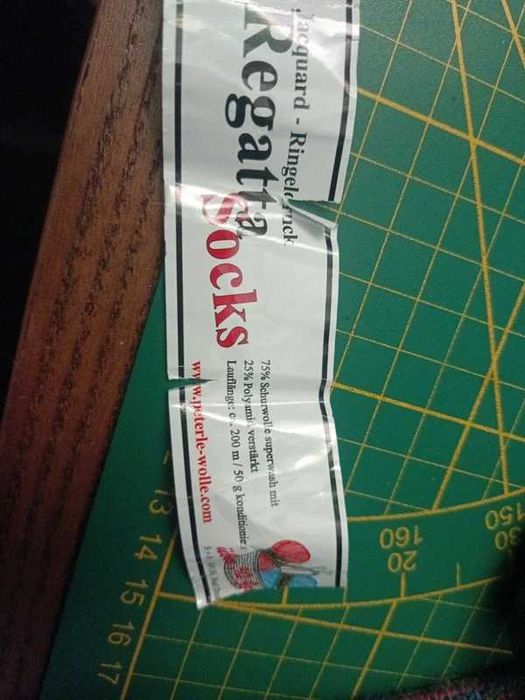 Jacquard - Ringeldruck
Regatta
Socks
75% Schurwolle superwash mit
25% Polyamid verstärkt
Lauflänge: ca. 200 m / 50 g konditioniert
www.peterle-wolle.com
13
14
15
16
17
20
160
150